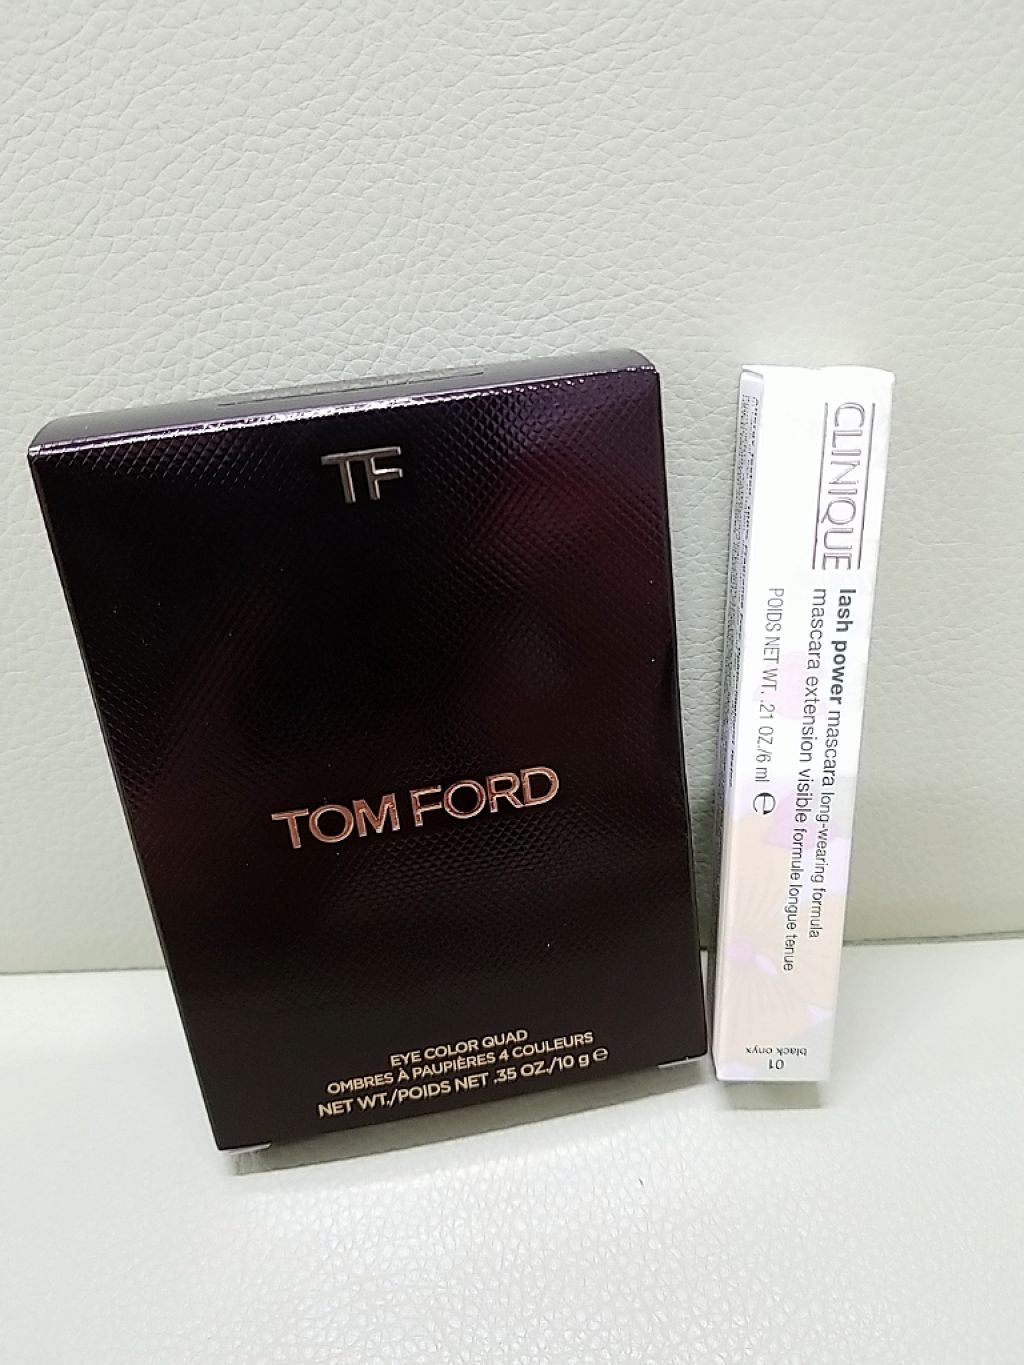 TF
TOM FORD
EYE COLOR QUAD
OMBRES À PAUPIÈRES 4 COULEURS
NET WT./POIDS NET .35 OZ./10 g ℮
CLINIQUE
lash power mascara long-wearing formula
mascara extension visible formule longue tenue
POIDS NET WT. .21 OZ./6 ml ℮
01
black onyx